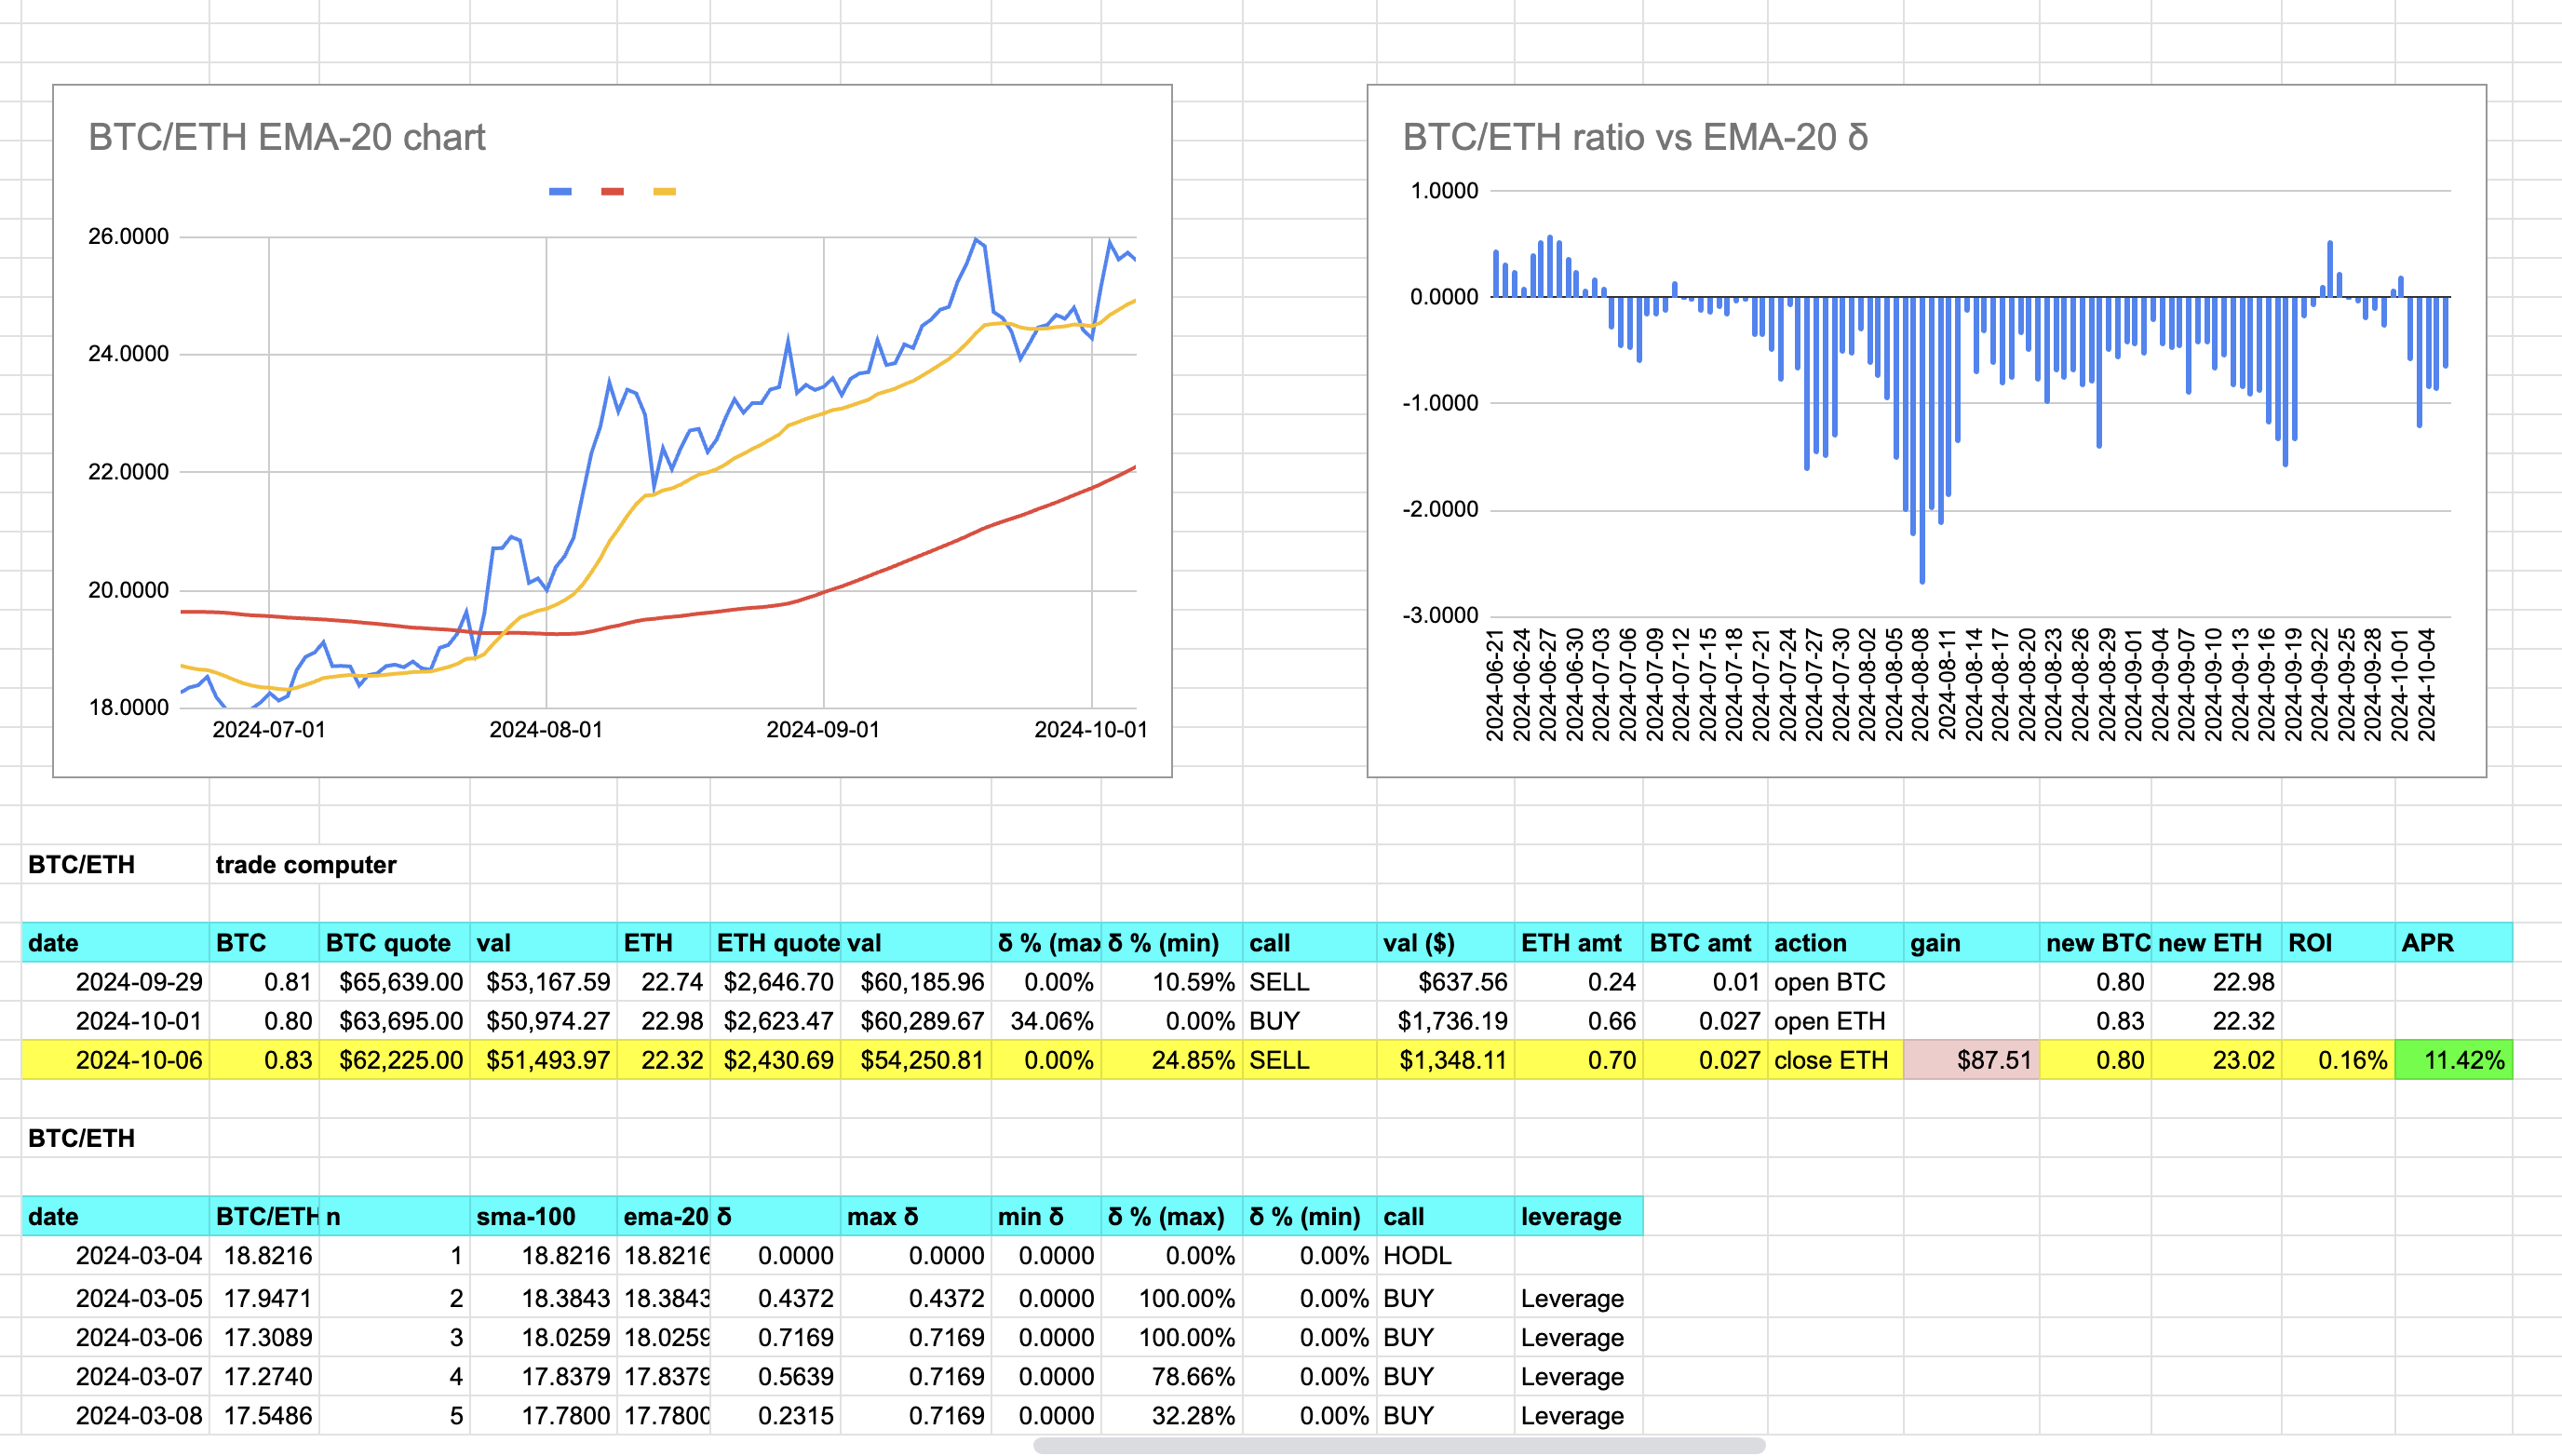 BTC/ETH EMA-20 chart
26.0000
24.0000
22.0000
20.0000
18.0000
2024-07-01 2024-08-01 2024-09-01 2024-10-01
BTC/ETH ratio vs EMA-20 δ
1.0000
0.0000
-1.0000
-2.0000
-3.0000
2024-06-21 2024-06-24 2024-06-27 2024-06-30 2024-07-03 2024-07-06 2024-07-09 2024-07-12 2024-07-15 2024-07-18 2024-07-21 2024-07-24 2024-07-27 2024-07-30 2024-08-02 2024-08-05 2024-08-08 2024-08-11 2024-08-14 2024-08-17 2024-08-20 2024-08-23 2024-08-26 2024-08-29 2024-09-01 2024-09-04 2024-09-07 2024-09-10 2024-09-13 2024-09-16 2024-09-19 2024-09-22 2024-09-25 2024-09-28 2024-10-01 2024-10-04
BTC/ETH trade computer
date BTC BTC quote val ETH ETH quote val δ % (max δ % (min) call val ($) ETH amt BTC amt action gain new BTC new ETH ROI APR
2024-09-29 0.81 $65,639.00 $53,167.59 22.74 $2,646.70 $60,185.96 0.00% 10.59% SELL $637.56 0.24 0.01 open BTC 0.80 22.98
2024-10-01 0.80 $63,695.00 $50,974.27 22.98 $2,623.47 $60,289.67 34.06% 0.00% BUY $1,736.19 0.66 0.027 open ETH 0.83 22.32
2024-10-06 0.83 $62,225.00 $51,493.97 22.32 $2,430.69 $54,250.81 0.00% 24.85% SELL $1,348.11 0.70 0.027 close ETH $87.51 0.80 23.02 0.16% 11.42%
BTC/ETH
date BTC/ETH n sma-100 ema-20 δ max δ min δ δ % (max) δ % (min) call leverage
2024-03-04 18.8216 1 18.8216 18.8216 0.0000 0.0000 0.0000 0.00% 0.00% HODL
2024-03-05 17.9471 2 18.3843 18.3843 0.4372 0.4372 0.0000 100.00% 0.00% BUY Leverage
2024-03-06 17.3089 3 18.0259 18.0259 0.7169 0.7169 0.0000 100.00% 0.00% BUY Leverage
2024-03-07 17.2740 4 17.8379 17.8379 0.5639 0.7169 0.0000 78.66% 0.00% BUY Leverage
2024-03-08 17.5486 5 17.7800 17.7800 0.2315 0.7169 0.0000 32.28% 0.00% BUY Leverage